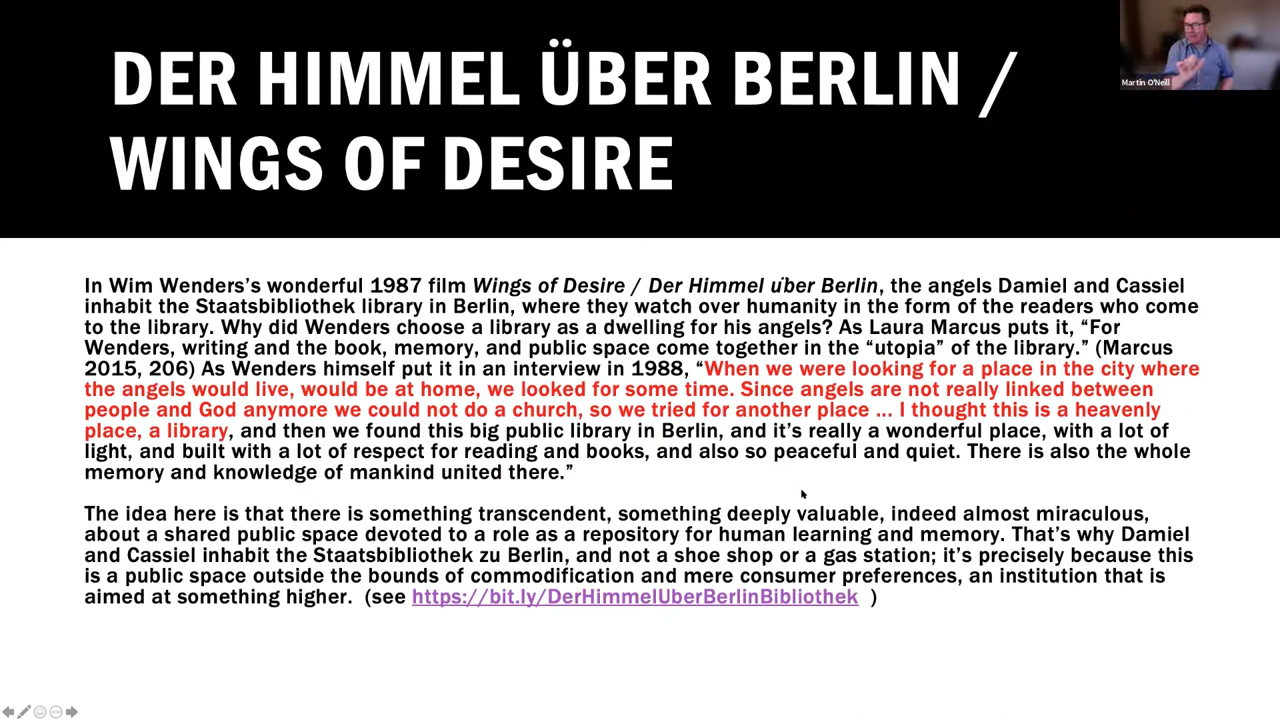 DER HIMMEL ÜBER BERLIN /
WINGS OF DESIRE
Martin O'Neill
In Wim Wenders’s wonderful 1987 film Wings of Desire / Der Himmel über Berlin, the angels Damiel and Cassiel
inhabit the Staatsbibliothek library in Berlin, where they watch over humanity in the form of the readers who come
to the library. Why did Wenders choose a library as a dwelling for his angels? As Laura Marcus puts it, “For
Wenders, writing and the book, memory, and public space come together in the “utopia” of the library.” (Marcus
2015, 206) As Wenders himself put it in an interview in 1988, “When we were looking for a place in the city where
the angels would live, would be at home, we looked for some time. Since angels are not really linked between
people and God anymore we could not do a church, so we tried for another place ... I thought this is a heavenly
place, a library, and then we found this big public library in Berlin, and it’s really a wonderful place, with a lot of
light, and built with a lot of respect for reading and books, and also so peaceful and quiet. There is also the whole
memory and knowledge of mankind united there.”
The idea here is that there is something transcendent, something deeply valuable, indeed almost miraculous,
about a shared public space devoted to a role as a repository for human learning and memory. That’s why Damiel
and Cassiel inhabit the Staatsbibliothek zu Berlin, and not a shoe shop or a gas station; it’s precisely because this
is a public space outside the bounds of commodification and mere consumer preferences, an institution that is
aimed at something higher. (see https://bit.ly/DerHimmelUberBerlinBibliothek )